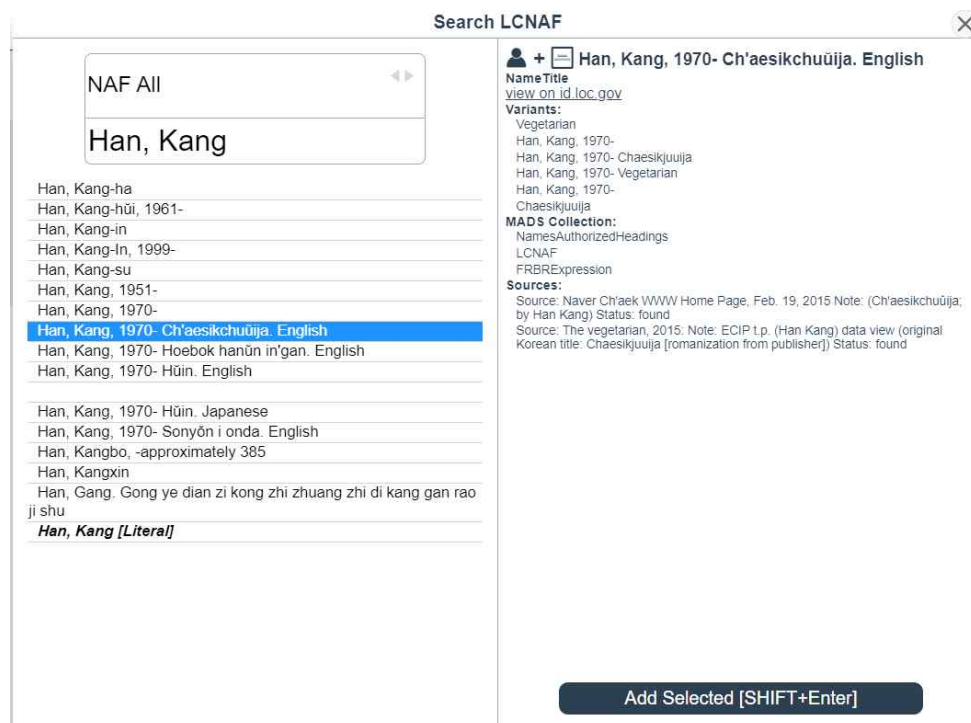 Search LCNAF
NAF All
Han, Kang
Han, Kang-ha
Han, Kang-hŭi, 1961-
Han, Kang-in
Han, Kang-In, 1999-
Han, Kang-su
Han, Kang, 1951-
Han, Kang, 1970-
Han, Kang, 1970- Ch'aesikchuŭija. English
Han, Kang, 1970- Hoebok hanŭn in'gan. English
Han, Kang, 1970- Hŭin. English
Han, Kang, 1970- Hŭin. Japanese
Han, Kang, 1970- Sonyŏn i onda. English
Han, Kangbo, -approximately 385
Han, Kangxin
Han, Gang. Gong ye dian zi kong zhi zhuang zhi di kang gan rao
ji shu
Han, Kang [Literal]
Han, Kang, 1970- Ch'aesikchuŭija. English
NameTitle
view on id.loc.gov
Variants:
Vegetarian
Han, Kang, 1970-
Han, Kang, 1970- Chaesikjuuija
Han, Kang, 1970- Vegetarian
Han, Kang, 1970-
Chaesikjuuija
MADS Collection:
NamesAuthorizedHeadings
LCNAF
FRBRExpression
Sources:
Source: Naver Ch'aek WWW Home Page, Feb. 19, 2015 Note: (Ch'aesikchuŭija;
by Han Kang) Status: found
Source: The vegetarian, 2015: Note: ECIP t.p. (Han Kang) data view (original
Korean title: Chaesikjuuija [romanization from publisher]) Status: found
Add Selected [SHIFT+Enter]